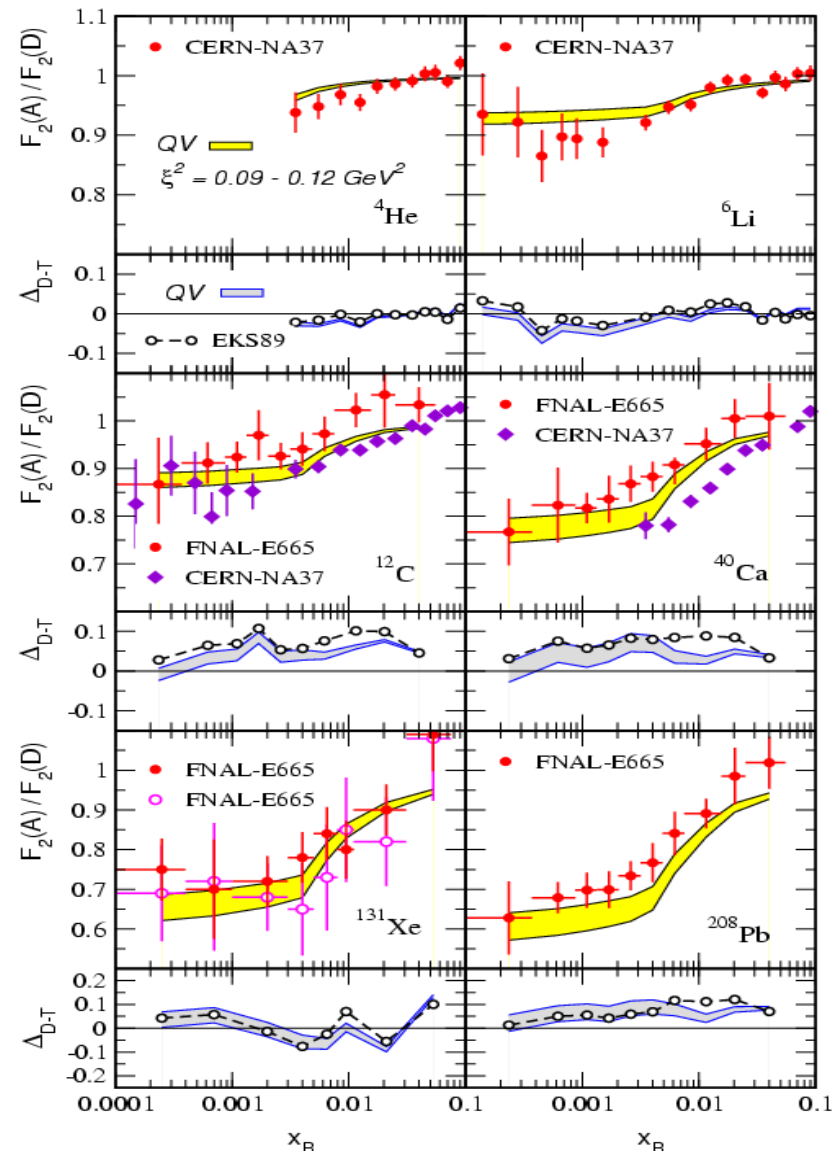 F₂(A) / F₂(D)
1.1
1
0.9
0.8
CERN-NA37
QV
ξ² = 0.09 - 0.12 GeV²
⁴He
CERN-NA37
⁶Li
Δ_D-T
0.1
0
-0.1
QV
EKS89
F₂(A) / F₂(D)
1
0.9
0.8
0.7
FNAL-E665
CERN-NA37
¹²C
FNAL-E665
CERN-NA37
⁴⁰Ca
Δ_D-T
0.1
0
-0.1
F₂(A) / F₂(D)
1
0.9
0.8
0.7
0.6
FNAL-E665
FNAL-E665
¹³¹Xe
FNAL-E665
²⁰⁸Pb
Δ_D-T
0.2
0.1
0
-0.1
-0.2
0.0001 0.001 0.01 0.1 0.001 0.01 0.1
x_B x_B